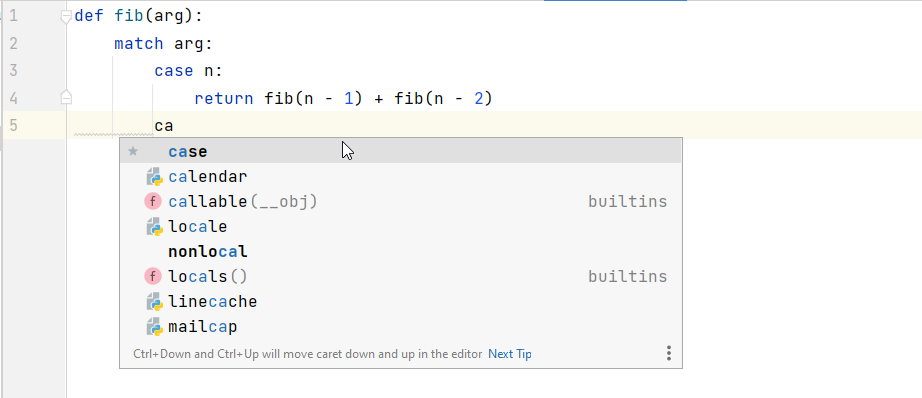 1 def fib(arg):
2 match arg:
3 case n:
4 return fib(n - 1) + fib(n - 2)
5 ca
case
calendar
callable(__obj) builtins
locale
nonlocal
locals() builtins
linecache
mailcap
Ctrl+Down and Ctrl+Up will move caret down and up in the editor Next Tip